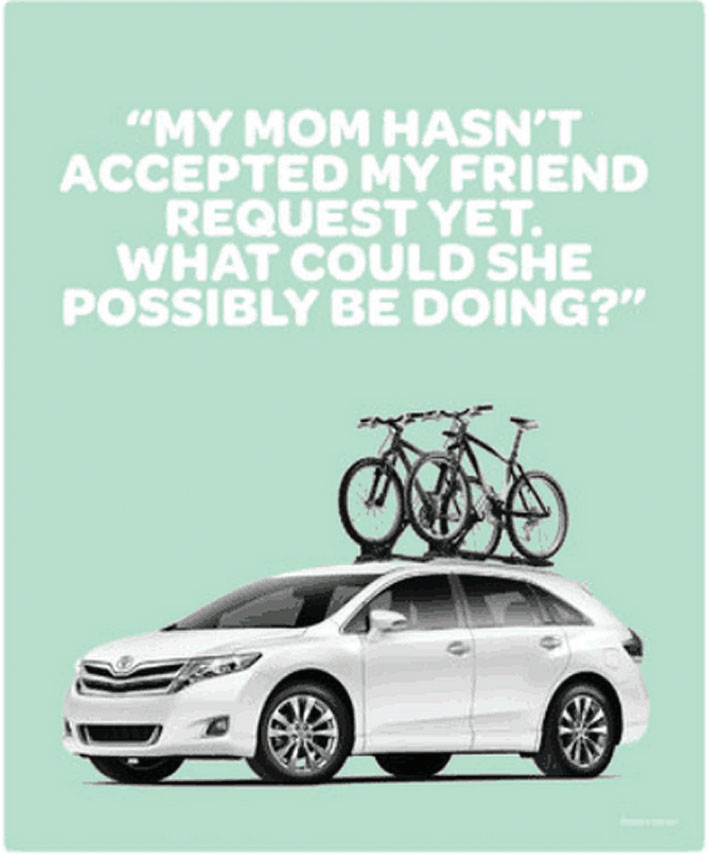 “MY MOM HASN’T
ACCEPTED MY FRIEND
REQUEST YET.
WHAT COULD SHE
POSSIBLY BE DOING?”